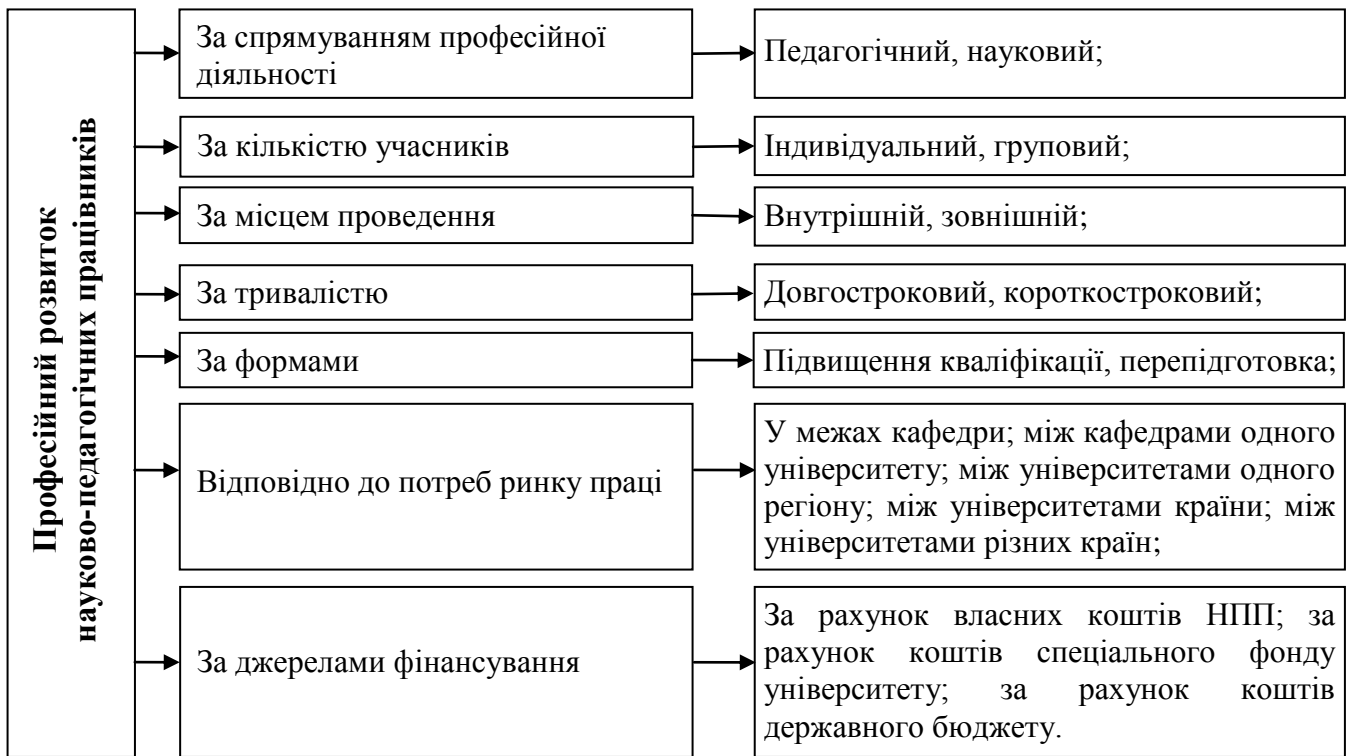 Професійний розвиток
науково-педагогічних працівників
За спрямуванням професійної
діяльності
Педагогічний, науковий;
За кількістю учасників
Індивідуальний, груповий;
За місцем проведення
Внутрішній, зовнішній;
За тривалістю
Довгостроковий, короткостроковий;
За формами
Підвищення кваліфікації, перепідготовка;
Відповідно до потреб ринку праці
У межах кафедри; між кафедрами одного
університету; між університетами одного
регіону; між університетами країни; між
університетами різних країн;
За джерелами фінансування
За рахунок власних коштів НПП; за
рахунок коштів спеціального фонду
університету; за рахунок коштів
державного бюджету.